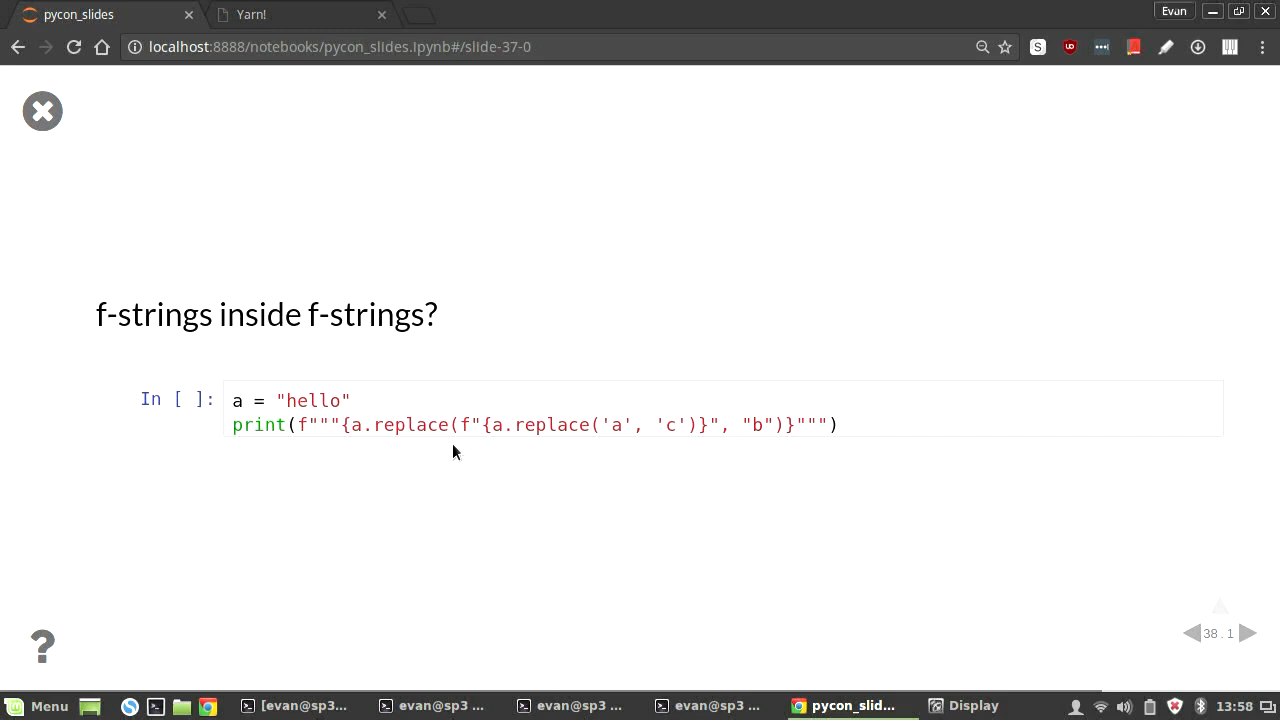 pycon_slides
Yarn!
Evan
localhost:8888/notebooks/pycon_slides.ipynb#/slide-37-0
S
f-strings inside f-strings?
In [ ]:
a = "hello"
print(f"""{a.replace(f"{a.replace('a', 'c')}", "b")}""")
38 . 1
?
Menu
[evan@sp3...
evan@sp3 ...
evan@sp3 ...
evan@sp3 ...
pycon_slid...
Display
13:58